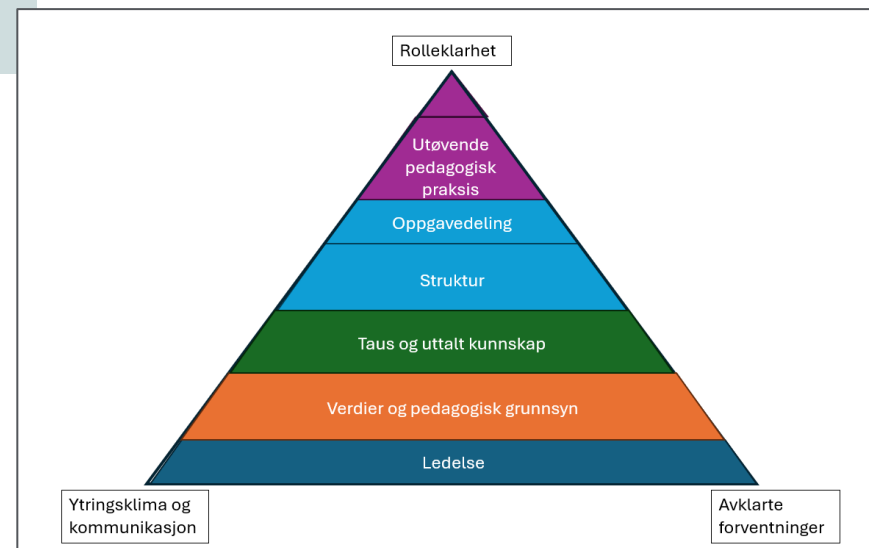 Rolleklarhet
Utøvende
pedagogisk
praksis
Oppgavedeling
Struktur
Taus og uttalt kunnskap
Verdier og pedagogisk grunnsyn
Ledelse
Ytringsklima og
kommunikasjon
Avklarte
forventninger